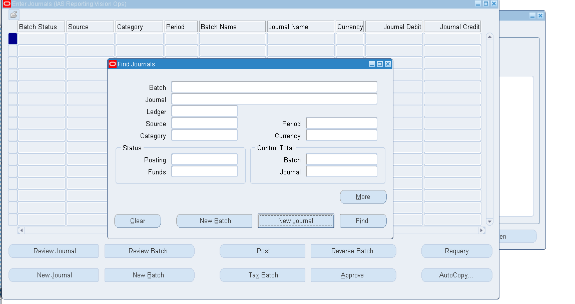 Enter Journals
Batch Status Source Category Period Batch Name Journal Name Currency Journal Debit Journal Credit
Find Journals
Batch
Journal
Ledger
Source Period
Category Currency
Status Control Total
Posting Batch
Funds Journal
More
Clear New Batch New Journal Find
Review Journal Review Batch Post Reverse Batch Requery
New Journal New Batch Tax Batch Approve AutoCopy...